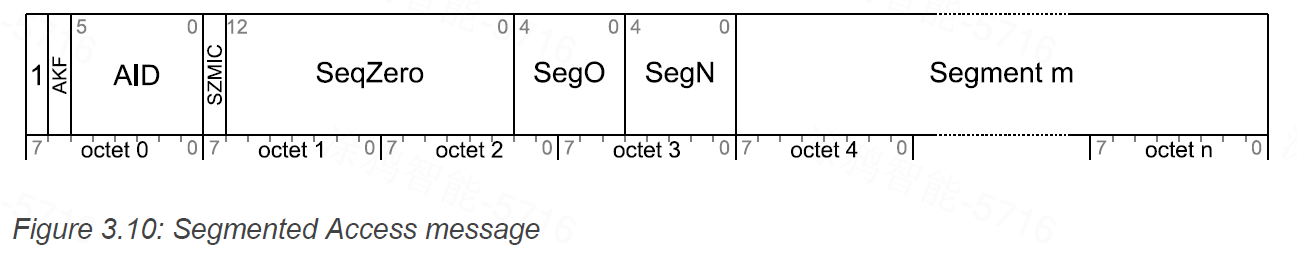 5 0 12 0 4 0 4 0
1 AKF AID SZMIC SeqZero SegO SegN Segment m
7 octet 0 0 7 octet 1 0 7 octet 2 0 7 octet 3 0 7 octet 4 0 7 octet n 0
Figure 3.10: Segmented Access message